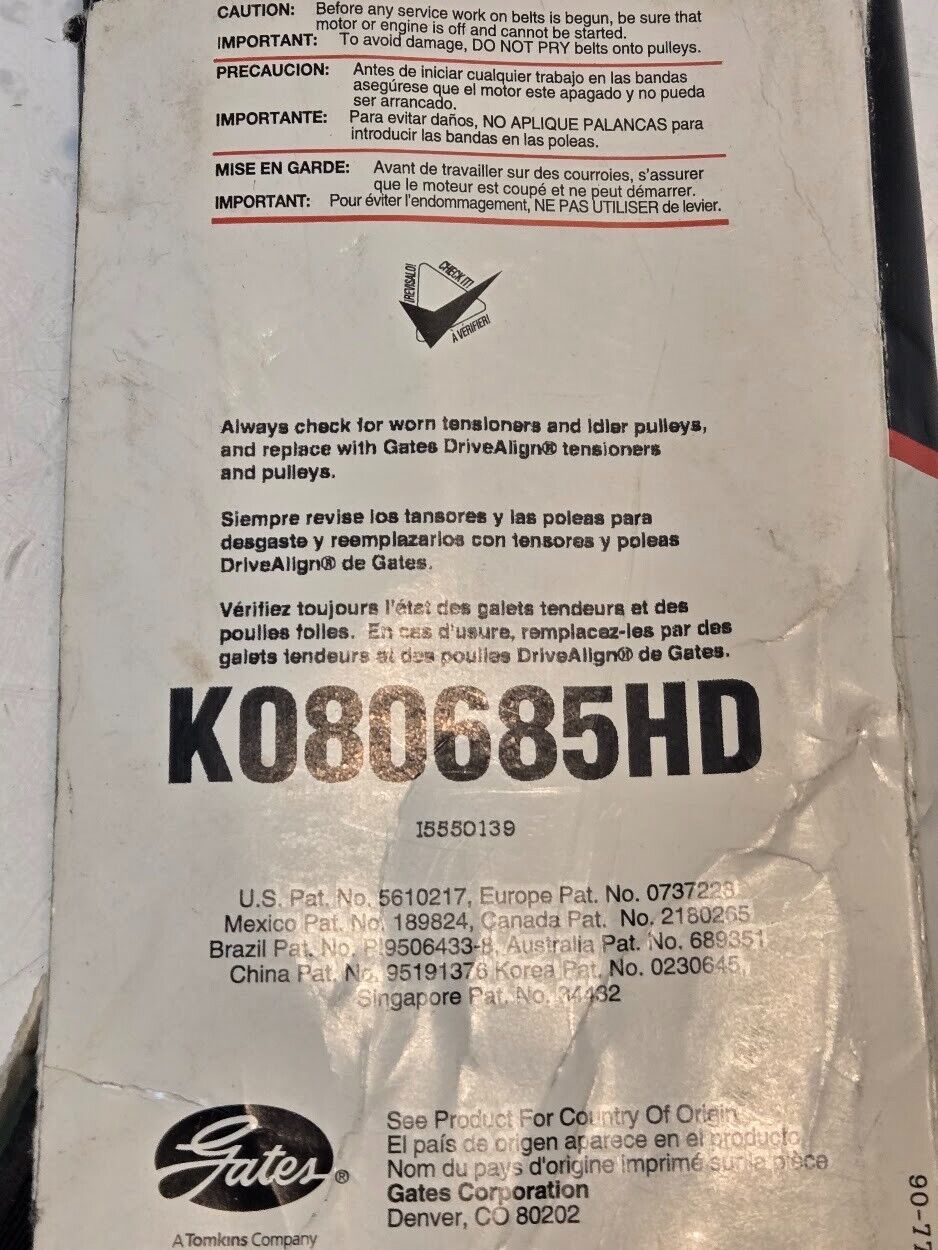 CAUTION: Before any service work on belts is begun, be sure that
motor or engine is off and cannot be started.
IMPORTANT: To avoid damage, DO NOT PRY belts onto pulleys.
PRECAUCION: Antes de iniciar cualquier trabajo en las bandas
asegúrese que el motor este apagado y no pueda
ser arrancado.
IMPORTANTE: Para evitar daños, NO APLIQUE PALANCAS para
introducir las bandas en las poleas.
MISE EN GARDE: Avant de travailler sur des courroies, s'assurer
que le moteur est coupé et ne peut démarrer.
IMPORTANT: Pour éviter l'endommagement, NE PAS UTILISER de levier.
¡REVISALO!
CHECK IT!
À VÉRIFIER!
Always check for worn tensioners and idler pulleys,
and replace with Gates DriveAlign® tensioners
and pulleys.
Siempre revise los tansores y las poleas para
desgaste y reemplazarlos con tensores y poleas
DriveAlign® de Gates.
Vérifiez toujours l'état des galets tendeurs et des
poulies folles. En cas d'usure, remplacez-les par des
galets tendeurs et des poulies DriveAlign® de Gates.
K080685HD
I5550139
U.S. Pat. No. 5610217, Europe Pat. No. 0737228
Mexico Pat. No. 189824, Canada Pat. No. 2180265
Brazil Pat. No. PI9506433-8, Australia Pat. No. 689351
China Pat. No. 95191376 Korea Pat. No. 0230645,
Singapore Pat. No. 34432
Gates®
A Tomkins Company
See Product For Country Of Origin
El país de origen aparece en el producto
Nom du pays d'origine imprimé sur la pièce
Gates Corporation
Denver, CO 80202